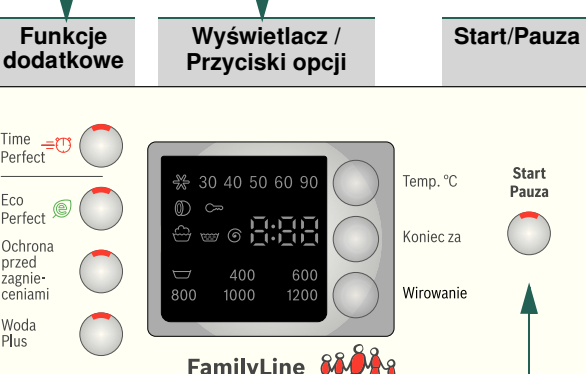 Funkcje
dodatkowe
Wyświetlacz /
Przyciski opcji
Start/Pauza
Time
Perfect
Eco
Perfect
Ochrona
przed
zagnie-
ceniami
Woda
Plus
30 40 50 60 90
8:88
400 600
800 1000 1200
Temp. °C
Koniec za
Wirowanie
Start
Pauza
FamilyLine